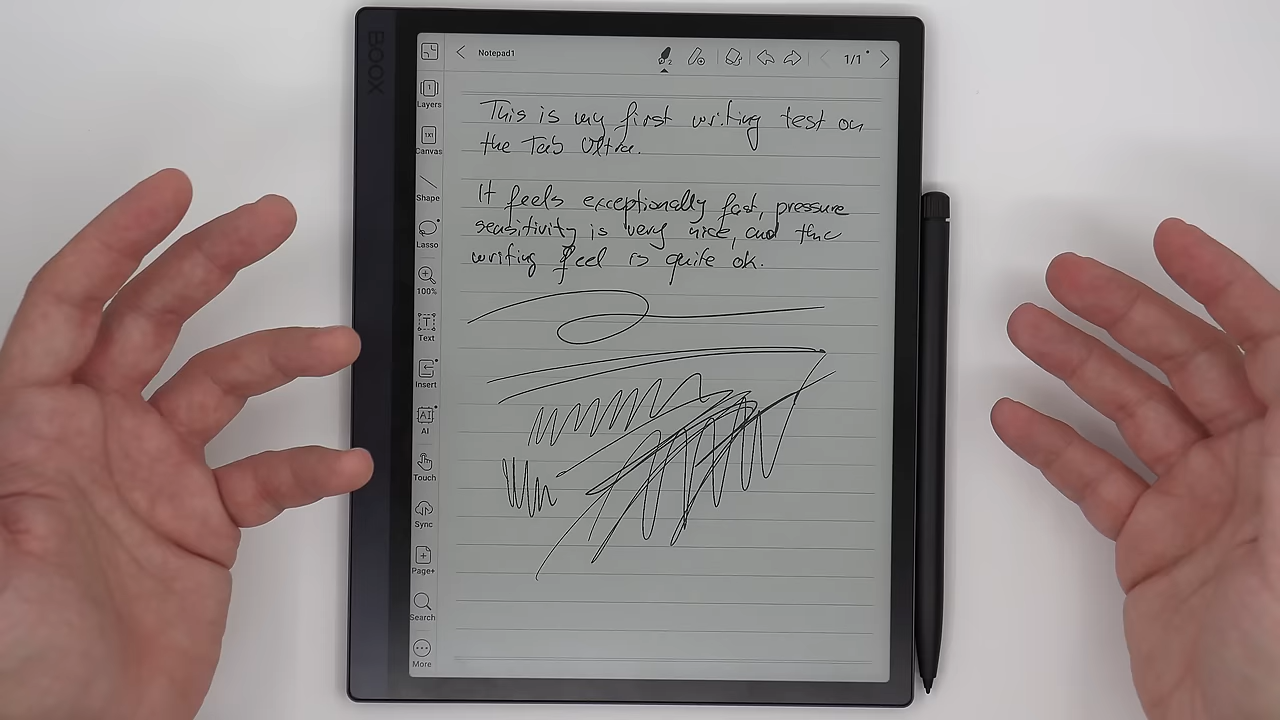 BOOX
Notepad1
1/1
Layers
Canvas
Shape
Lasso
100%
Text
Insert
AI
Touch
Sync
Page+
Search
More
This is my first writing test on
the Tab Ultra.
It feels exceptionally fast, pressure
sensitivity is very nice, and the
writing feel is quite ok.